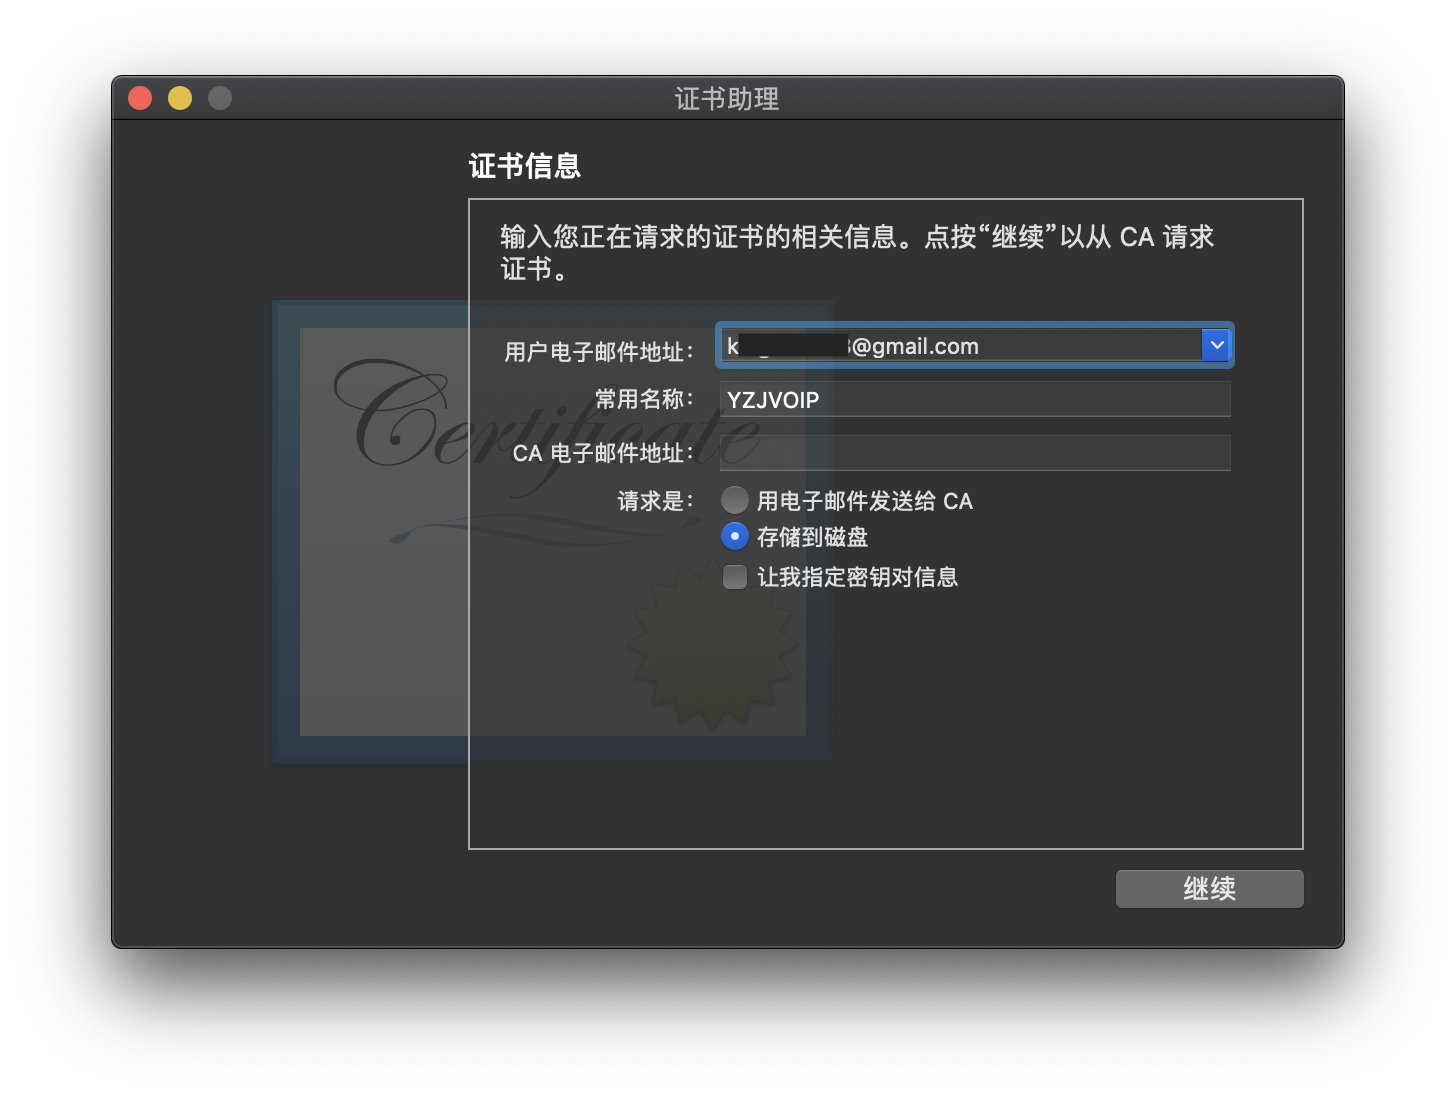 证书助理
证书信息
输入您正在请求的证书的相关信息。点按“继续”以从 CA 请求
证书。
用户电子邮件地址： @gmail.com
常用名称： YZJVOIP
CA 电子邮件地址：
请求是： 用电子邮件发送给 CA
存储到磁盘
让我指定密钥对信息
Certificate
继续